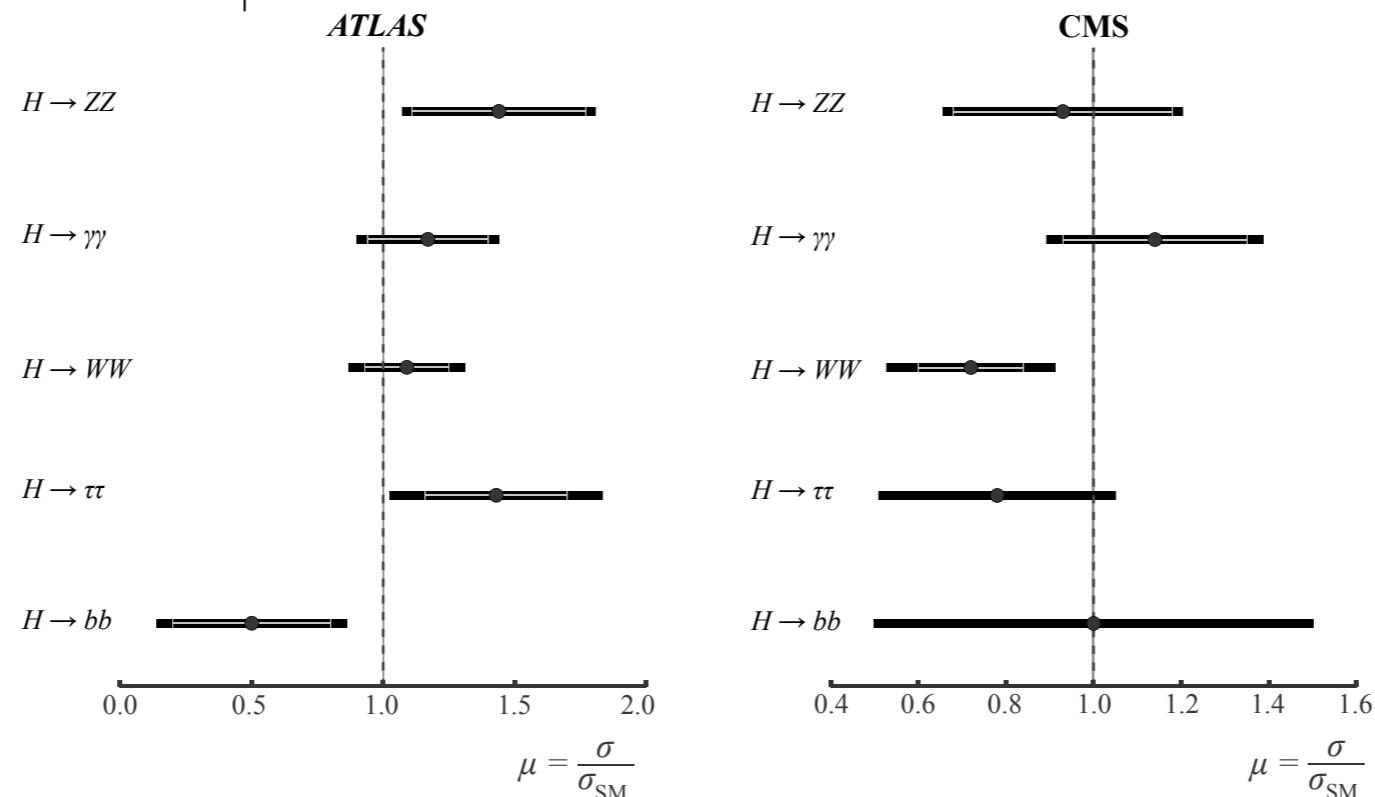 ATLAS
H → ZZ
H → γγ
H → WW
H → ττ
H → bb
0.0 0.5 1.0 1.5 2.0
μ = σ / σSM
CMS
H → ZZ
H → γγ
H → WW
H → ττ
H → bb
0.4 0.6 0.8 1.0 1.2 1.4 1.6
μ = σ / σSM